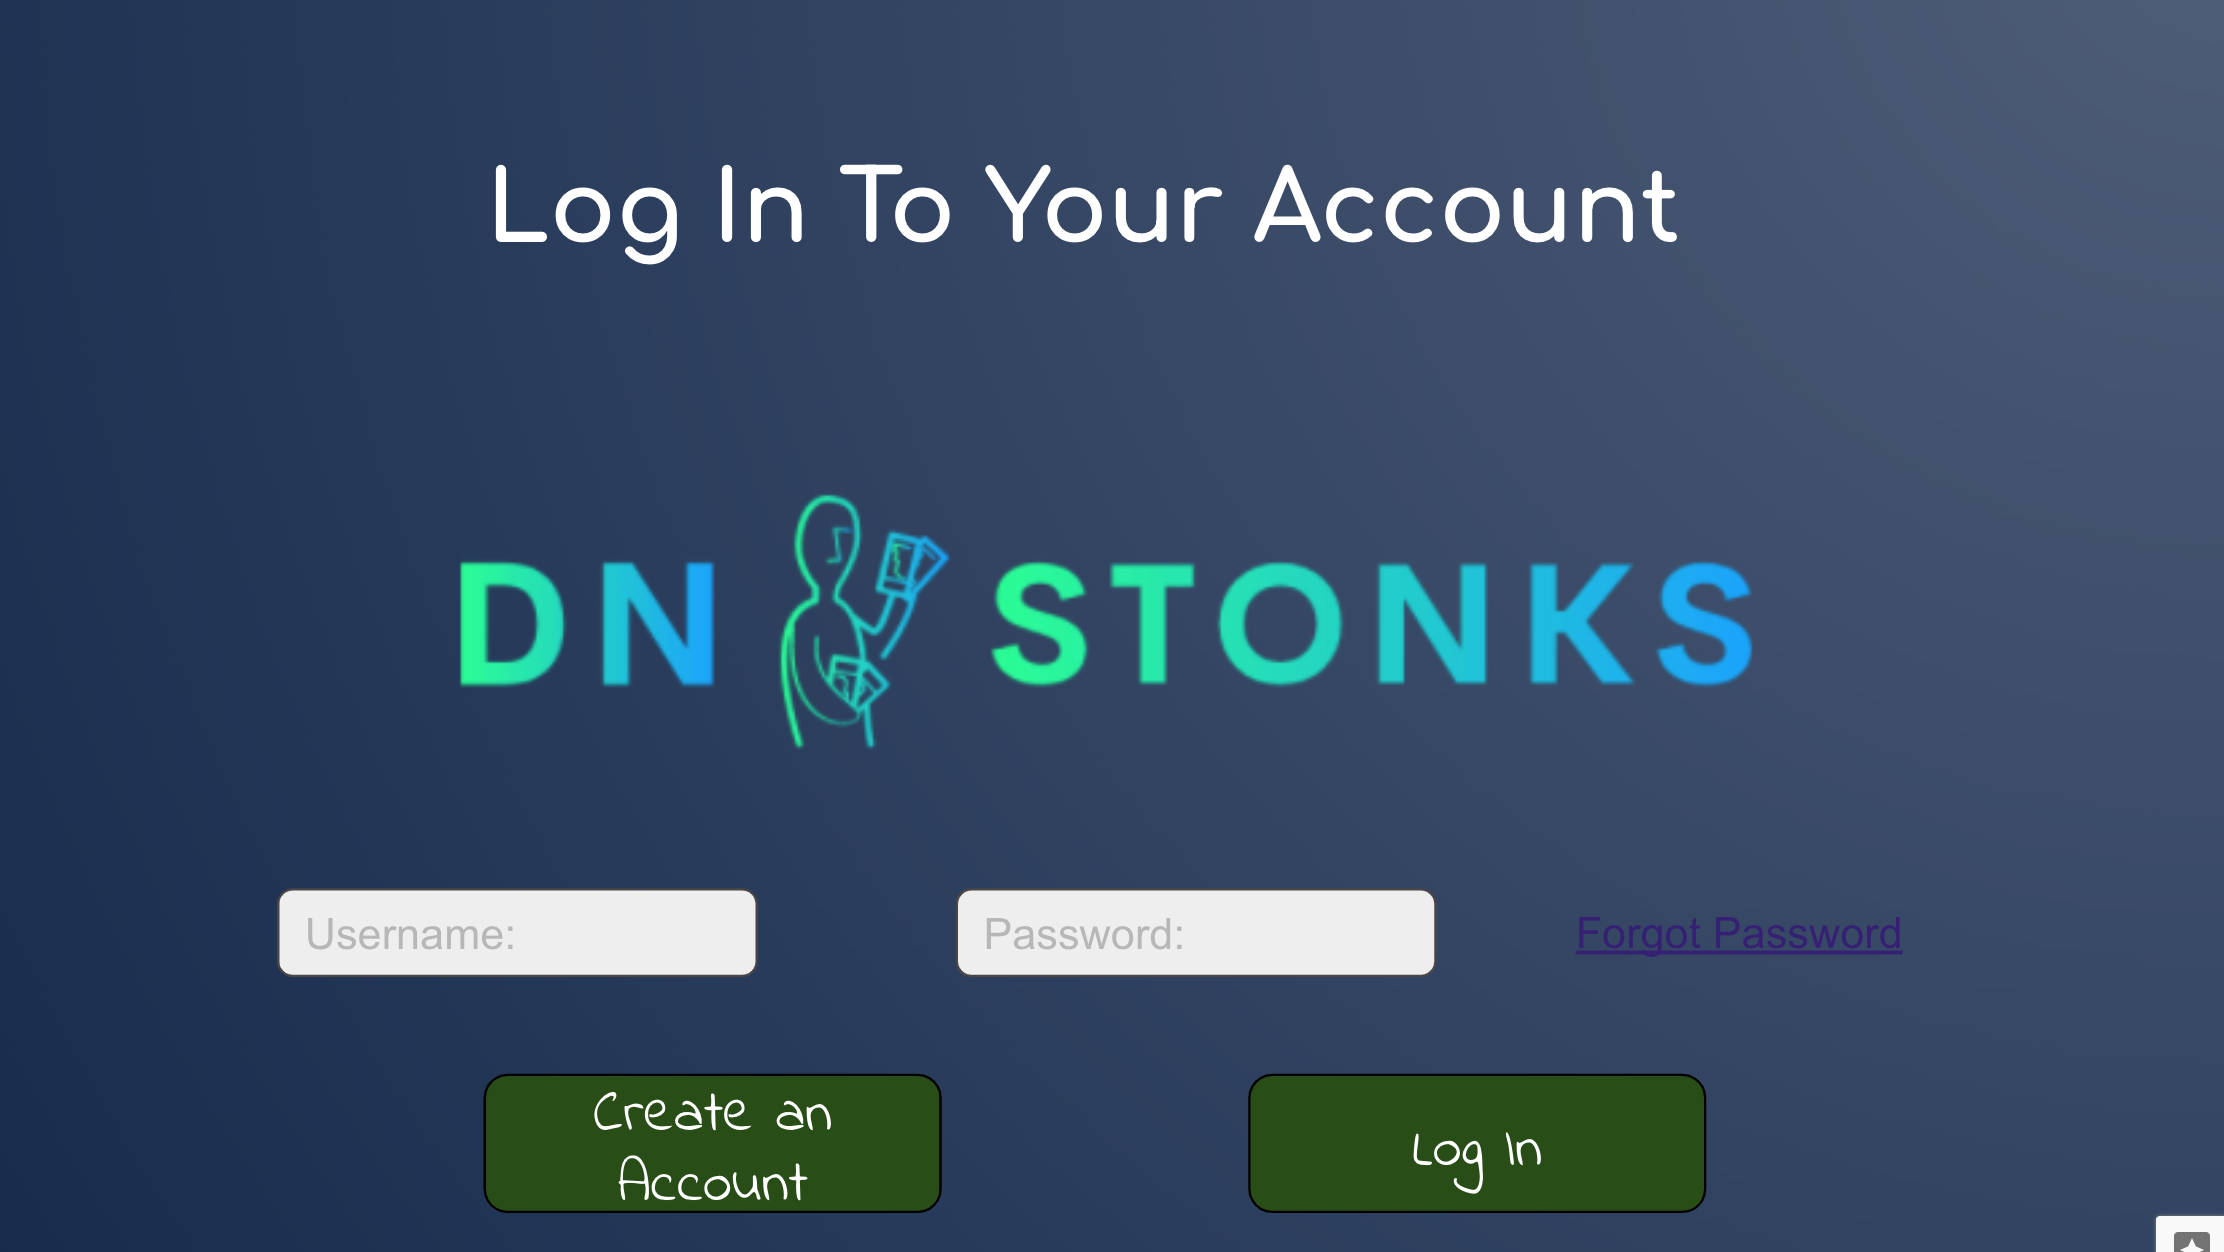 Log In To Your Account
DN STONKS
Username: Password: Forgot Password
Create an
Account
Log In